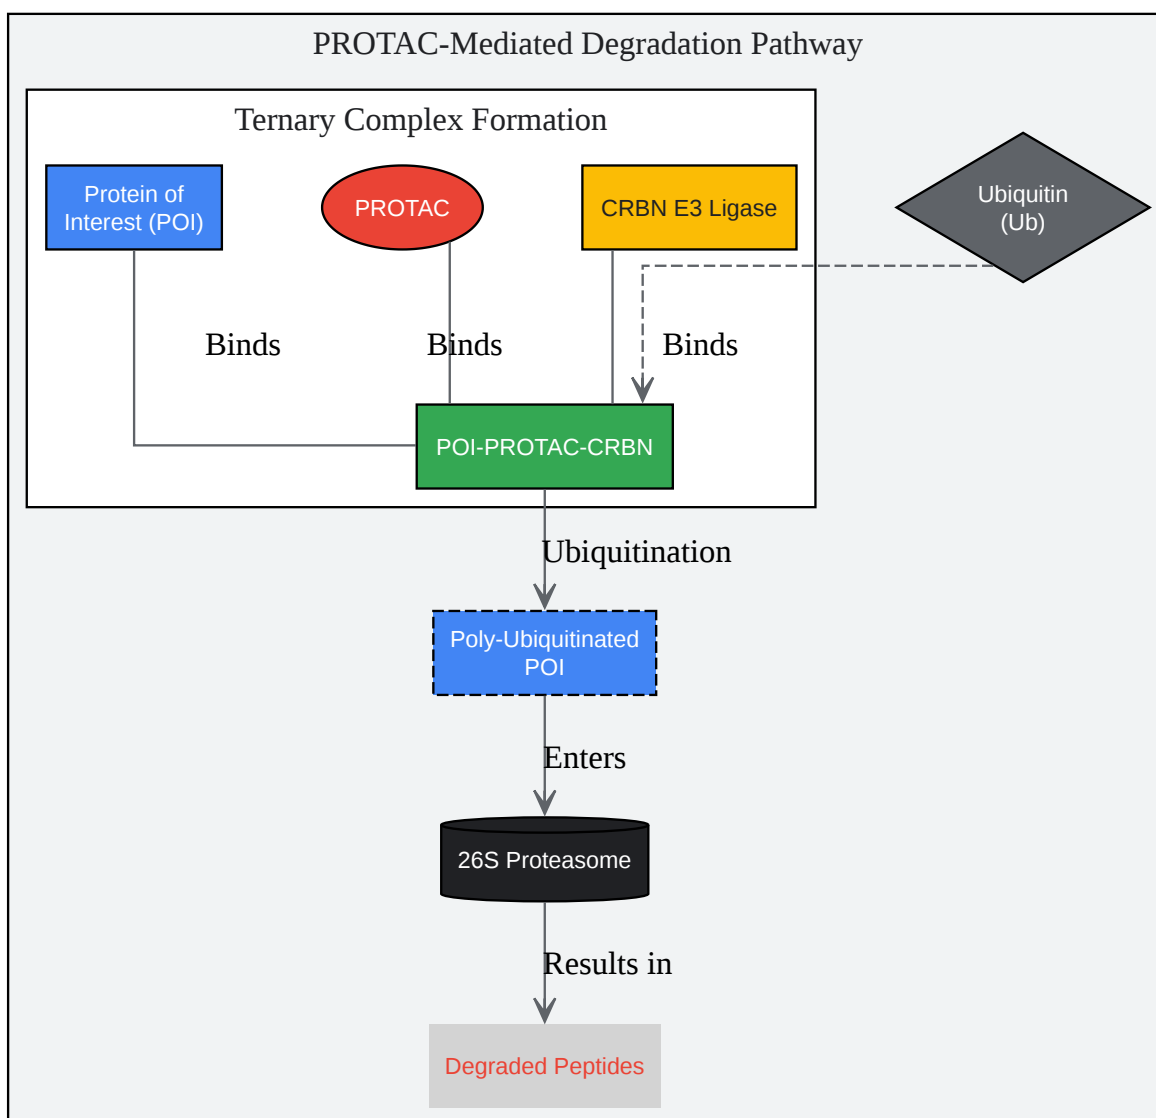 PROTAC-Mediated Degradation Pathway
Ternary Complex Formation
Protein of
Interest (POI)
PROTAC
CRBN E3 Ligase
Ubiquitin
(Ub)
Binds
Binds
Binds
POI-PROTAC-CRBN
Ubiquitination
Poly-Ubiquitinated
POI
Enters
26S Proteasome
Results in
Degraded Peptides